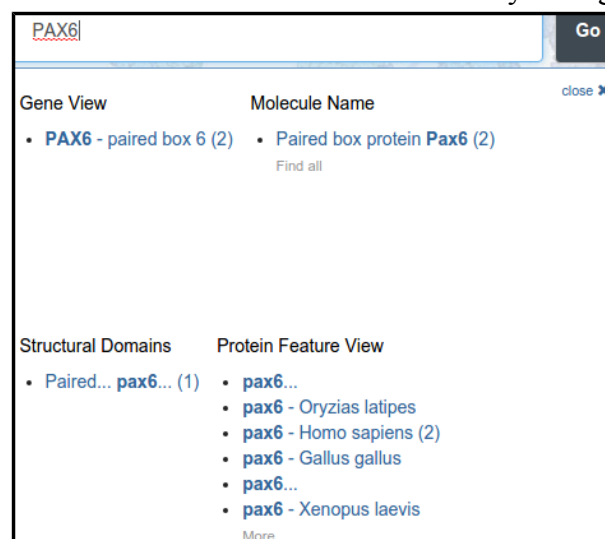 PAX6
Go
close ✖
Gene View
PAX6 - paired box 6 (2)
Molecule Name
Paired box protein Pax6 (2)
Find all
Structural Domains
Paired... pax6... (1)
Protein Feature View
pax6...
pax6 - Oryzias latipes
pax6 - Homo sapiens (2)
pax6 - Gallus gallus
pax6...
pax6 - Xenopus laevis
More